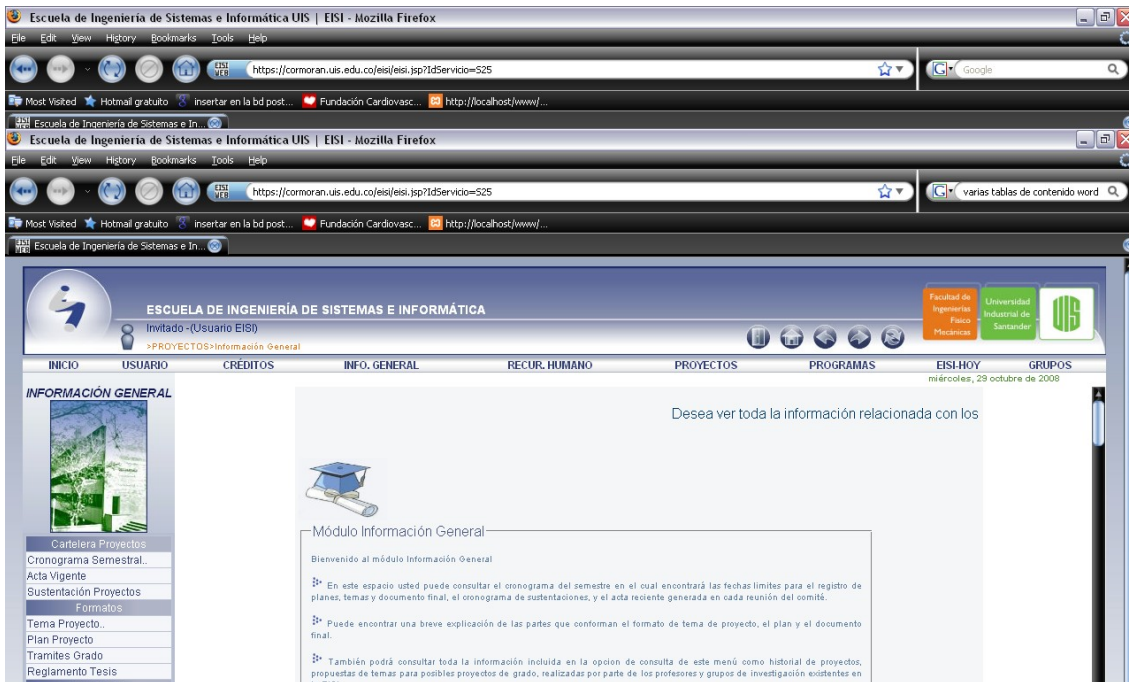 Escuela de Ingeniería de Sistemas e Informática UIS | EISI - Mozilla Firefox
File Edit View History Bookmarks Tools Help
EISI WEB https://cormoran.uis.edu.co/eisi/eisi.jsp?IdServicio=S25 Google
Most Visited Hotmail gratuito insertar en la bd post... Fundación Cardiovasc... http://localhost/www/...
Escuela de Ingeniería de Sistemas e In...
Escuela de Ingeniería de Sistemas e Informática UIS | EISI - Mozilla Firefox
File Edit View History Bookmarks Tools Help
EISI WEB https://cormoran.uis.edu.co/eisi/eisi.jsp?IdServicio=S25 varias tablas de contenido word
Most Visited Hotmail gratuito insertar en la bd post... Fundación Cardiovasc... http://localhost/www/...
Escuela de Ingeniería de Sistemas e In...
ESCUELA DE INGENIERÍA DE SISTEMAS E INFORMÁTICA
Invitado -(Usuario EISI)
>PROYECTOS>Información General
Facultad de
Ingenierías
Físico
Mecánicas
Universidad
Industrial de
Santander
UIS
INICIO USUARIO CRÉDITOS INFO. GENERAL RECUR. HUMANO PROYECTOS PROGRAMAS EISI-HOY GRUPOS
miércoles, 29 octubre de 2008
INFORMACIÓN GENERAL
Cartelera Proyectos
Cronograma Semestral..
Acta Vigente
Sustentación Proyectos
Formatos
Tema Proyecto..
Plan Proyecto
Tramites Grado
Reglamento Tesis
Desea ver toda la información relacionada con los
Módulo Información General
Bienvenido al módulo Información General
En este espacio usted puede consultar el cronograma del semestre en el cual encontrará las fechas limites para el registro de
planes, temas y documento final, el cronograma de sustentaciones, y el acta reciente generada en cada reunión del comité.
Puede encontrar una breve explicación de las partes que conforman el formato de tema de proyecto, el plan y el documento
final.
También podrá consultar toda la información incluida en la opcion de consulta de este menú como historial de proyectos,
propuestas de temas para posibles proyectos de grado, realizadas por parte de los profesores y grupos de investigación existentes en